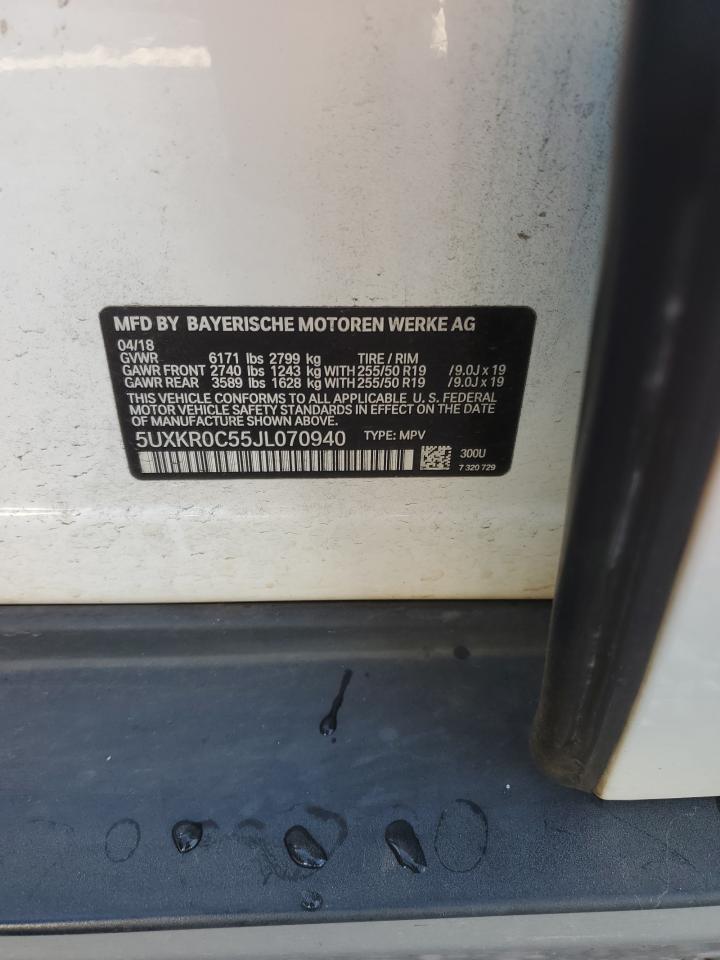 MFD BY BAYERISCHE MOTOREN WERKE AG
04/18
GVWR 6171 lbs 2799 kg TIRE / RIM
GAWR FRONT 2740 lbs 1243 kg WITH 255/50 R19 /9.0J x 19
GAWR REAR 3589 lbs 1628 kg WITH 255/50 R19 /9.0J x 19
THIS VEHICLE CONFORMS TO ALL APPLICABLE U. S. FEDERAL
MOTOR VEHICLE SAFETY STANDARDS IN EFFECT ON THE DATE
OF MANUFACTURE SHOWN ABOVE.
5UXKR0C55JL070940 TYPE: MPV
300U
7 320 729